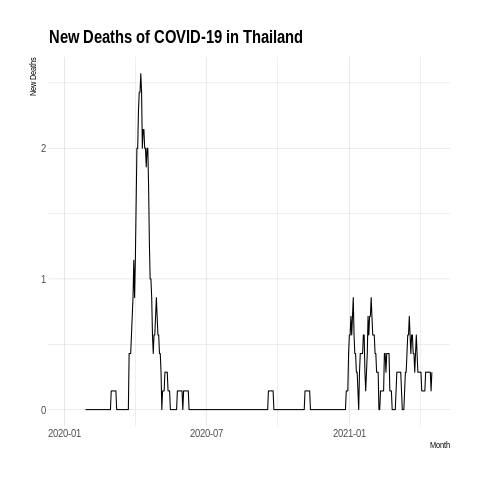 New Deaths of COVID-19 in Thailand
New Deaths
2
1
0
2020-01 2020-07 2021-01
Month